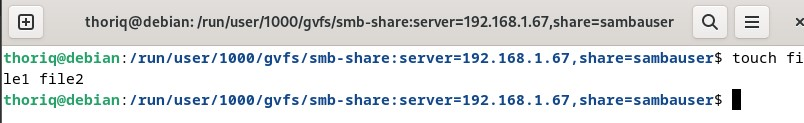 thoriq@debian: /run/user/1000/gvfs/smb-share:server=192.168.1.67,share=sambauser
thoriq@debian:/run/user/1000/gvfs/smb-share:server=192.168.1.67,share=sambauser$ touch fi
le1 file2
thoriq@debian:/run/user/1000/gvfs/smb-share:server=192.168.1.67,share=sambauser$